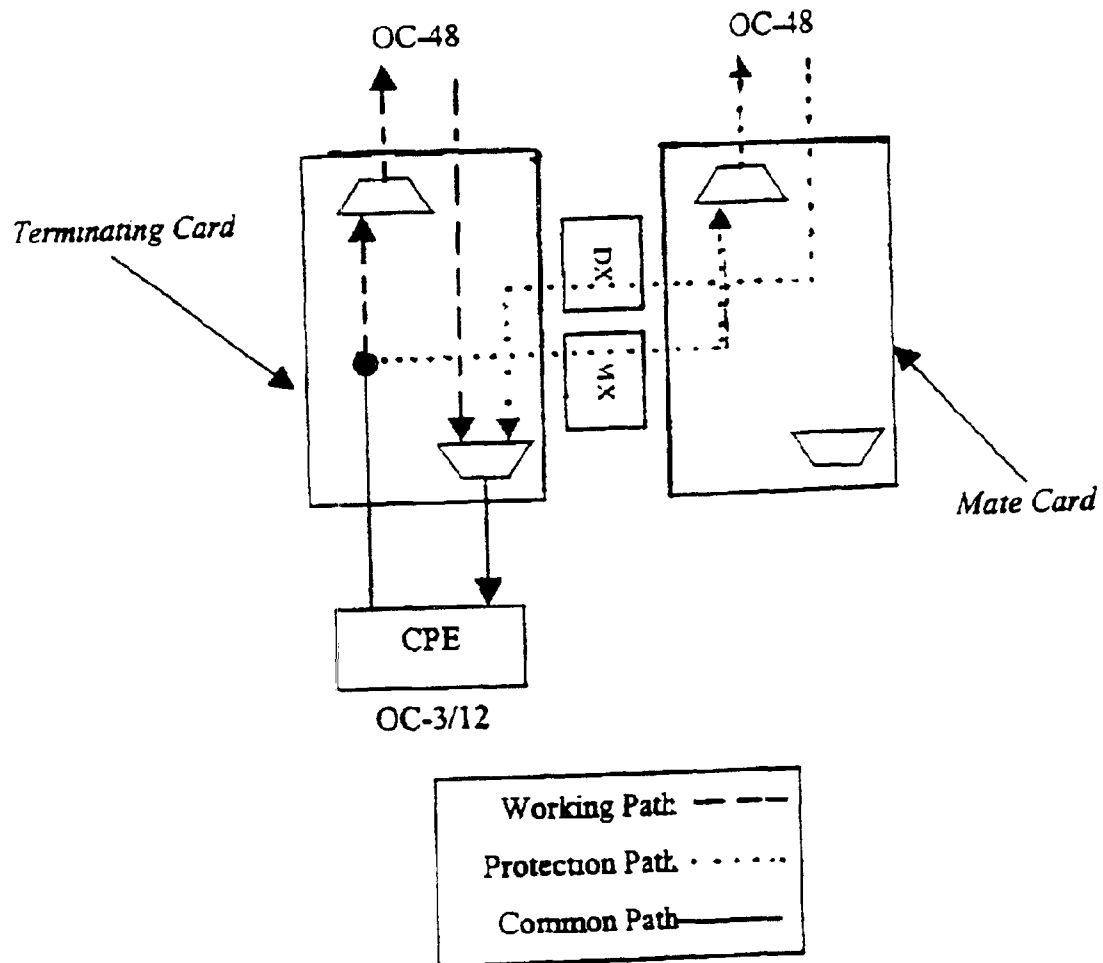 OC-48
OC-48
Terminating Card
DX
MX
Mate Card
CPE
OC-3/12
Working Path
Protection Path
Common Path